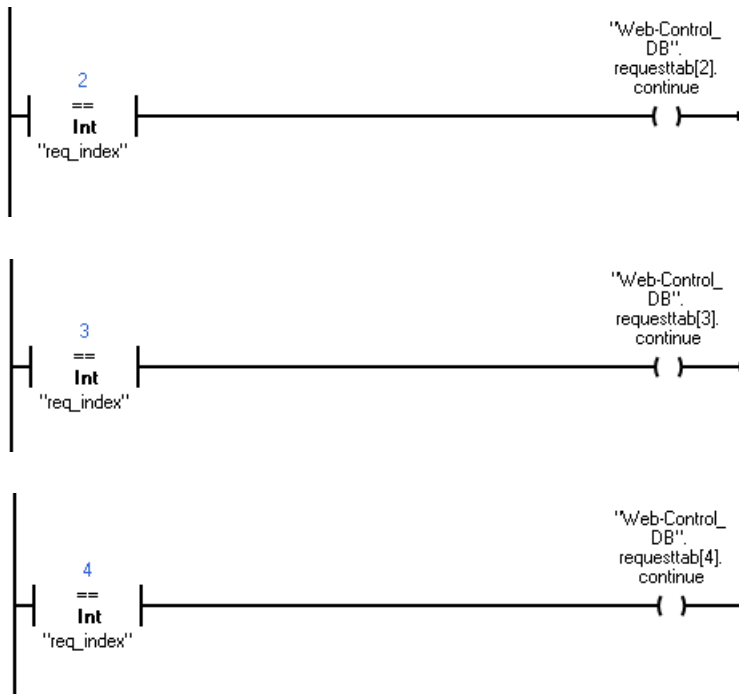 "Web-Control_
DB".
requesttab[2].
continue
2
==
Int
"req_index"
"Web-Control_
DB".
requesttab[3].
continue
3
==
Int
"req_index"
"Web-Control_
DB".
requesttab[4].
continue
4
==
Int
"req_index"